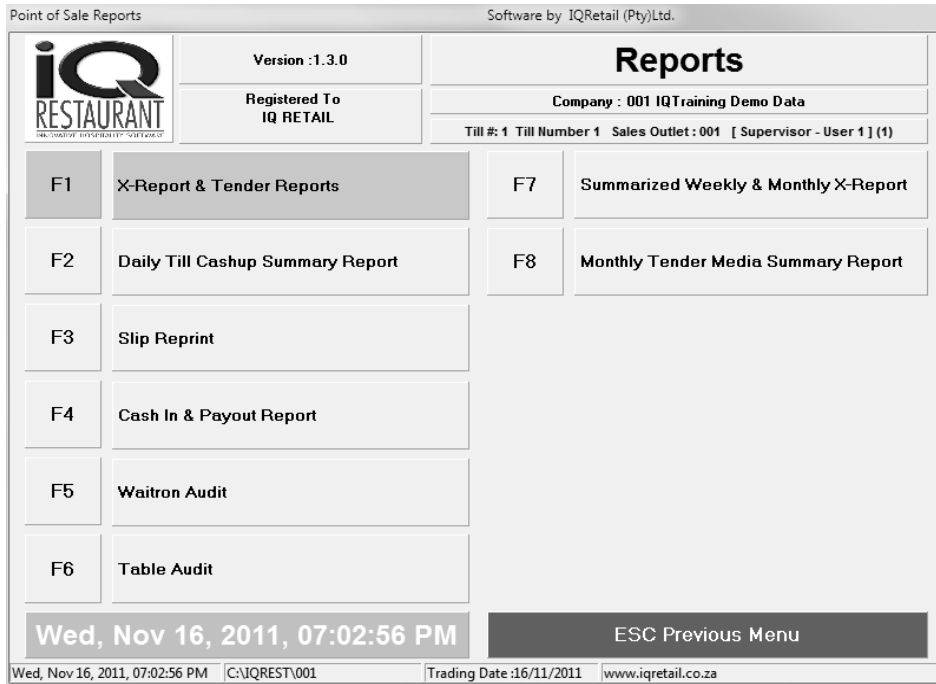 Point of Sale Reports
Software by IQRetail (Pty)Ltd.
iQ
RESTAURANT
INNOVATIVE HOSPITALITY SOFTWARE
Version :1.3.0
Registered To
IQ RETAIL
Reports
Company : 001 IQTraining Demo Data
Till #: 1 Till Number 1 Sales Outlet : 001 [ Supervisor - User 1 ] (1)
F1 X-Report & Tender Reports
F2 Daily Till Cashup Summary Report
F3 Slip Reprint
F4 Cash In & Payout Report
F5 Waitron Audit
F6 Table Audit
F7 Summarized Weekly & Monthly X-Report
F8 Monthly Tender Media Summary Report
Wed, Nov 16, 2011, 07:02:56 PM
ESC Previous Menu
Wed, Nov 16, 2011, 07:02:56 PM C:\IQREST\001 Trading Date :16/11/2011 www.iqretail.co.za